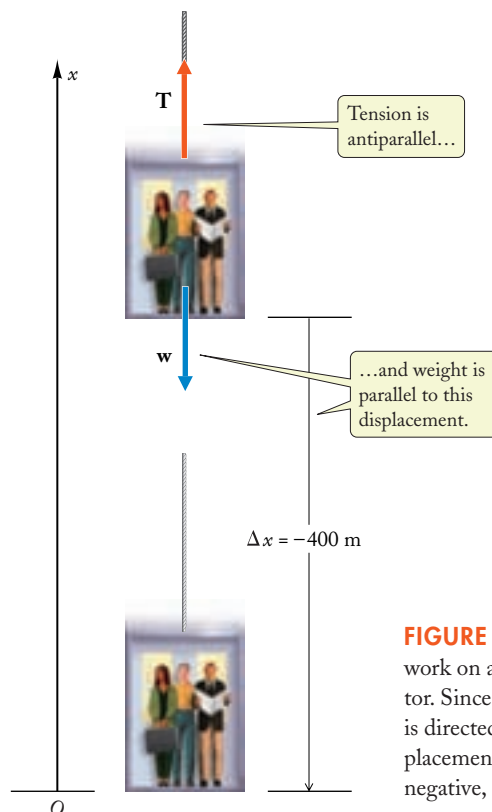 x
T
Tension is
antiparallel…
w
…and weight is
parallel to this
displacement.
Δx = −400 m
FIGURE
work on a
tor. Since
is directed
placement
negative,
O